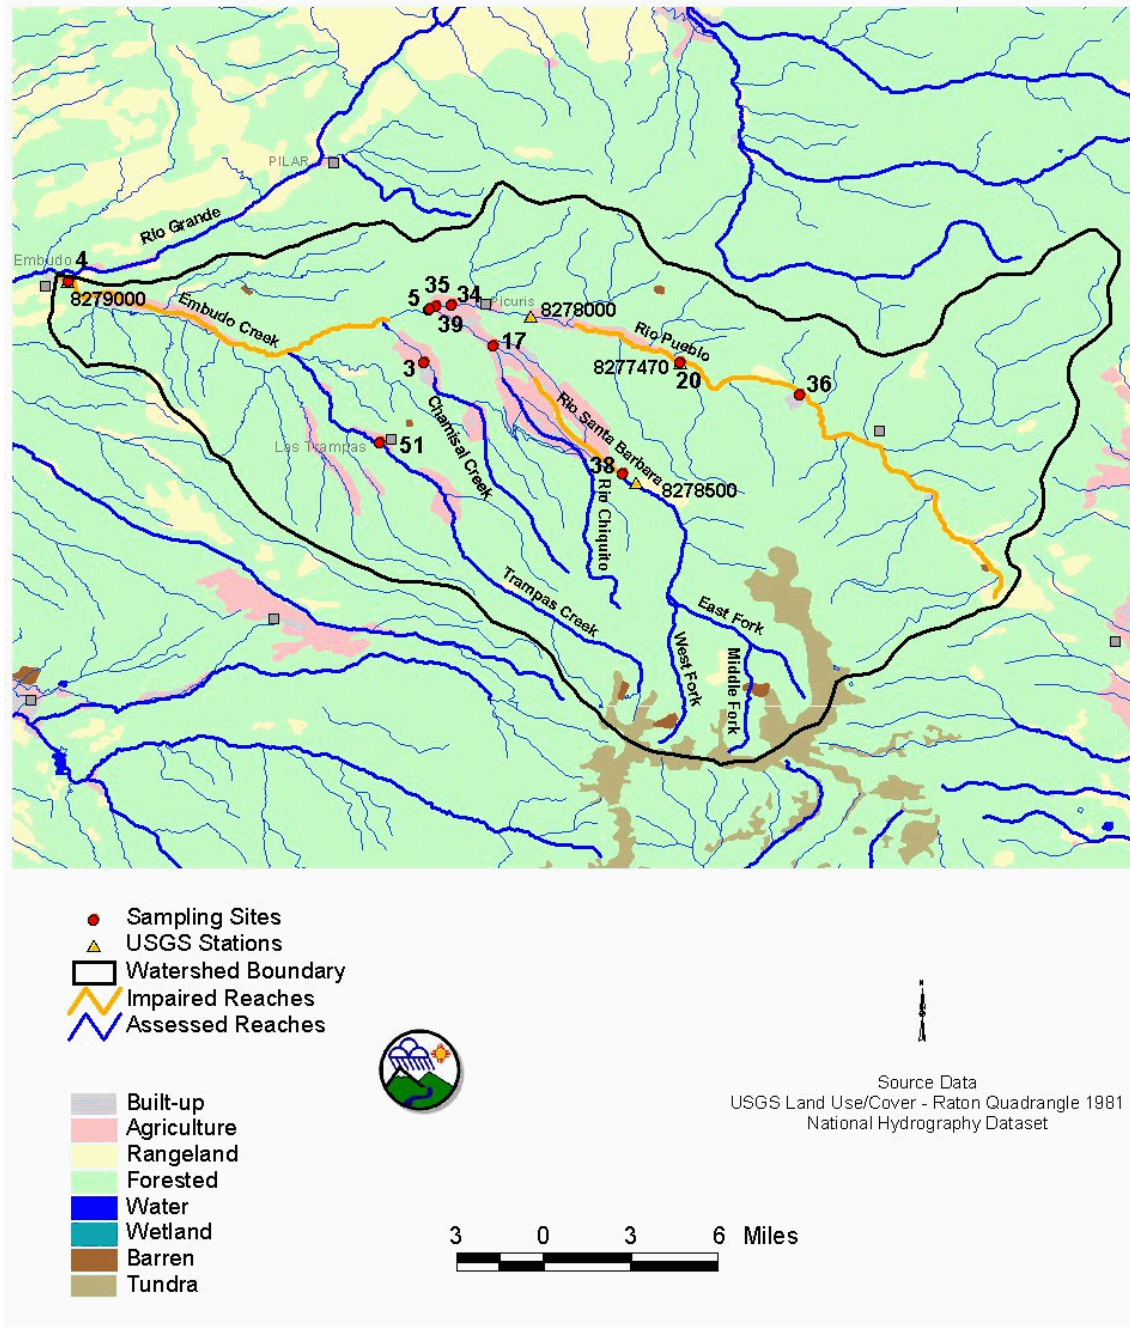 PILAR
Rio Grande
Embudo
4
8279000
Embudo Creek
35
34
5
Picuris
39
8278000
17
Rio Pueblo
8277470
20
36
3
Chamisal Creek
Rio Santa Barbara
Las Trampas
51
38
8278500
Rio Chiquito
Trampas Creek
East Fork
West Fork
Middle Fork
Sampling Sites
USGS Stations
Watershed Boundary
Impaired Reaches
Assessed Reaches
Source Data
USGS Land Use/Cover - Raton Quadrangle 1981
National Hydrography Dataset
Built-up
Agriculture
Rangeland
Forested
Water
Wetland
Barren
Tundra
3 0 3 6 Miles